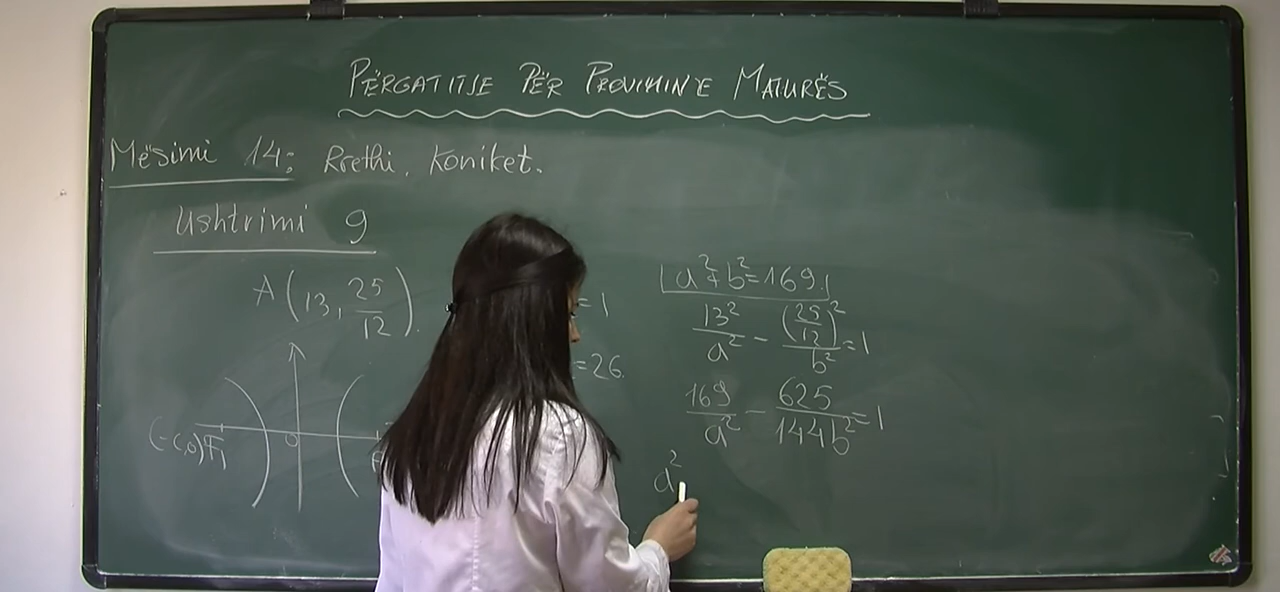 PËRGATITJE PËR PROVIMIN E MATURËS
Mësimi 14: Rrethi, Koniket.
Ushtrimi 9
A(13, 25/12).
= 1
= 26.
(-c,0) F₁
O
a² + b² = 169.
13²/a² - (25/12)²/b² = 1
169/a² - 625/144b² = 1
a²